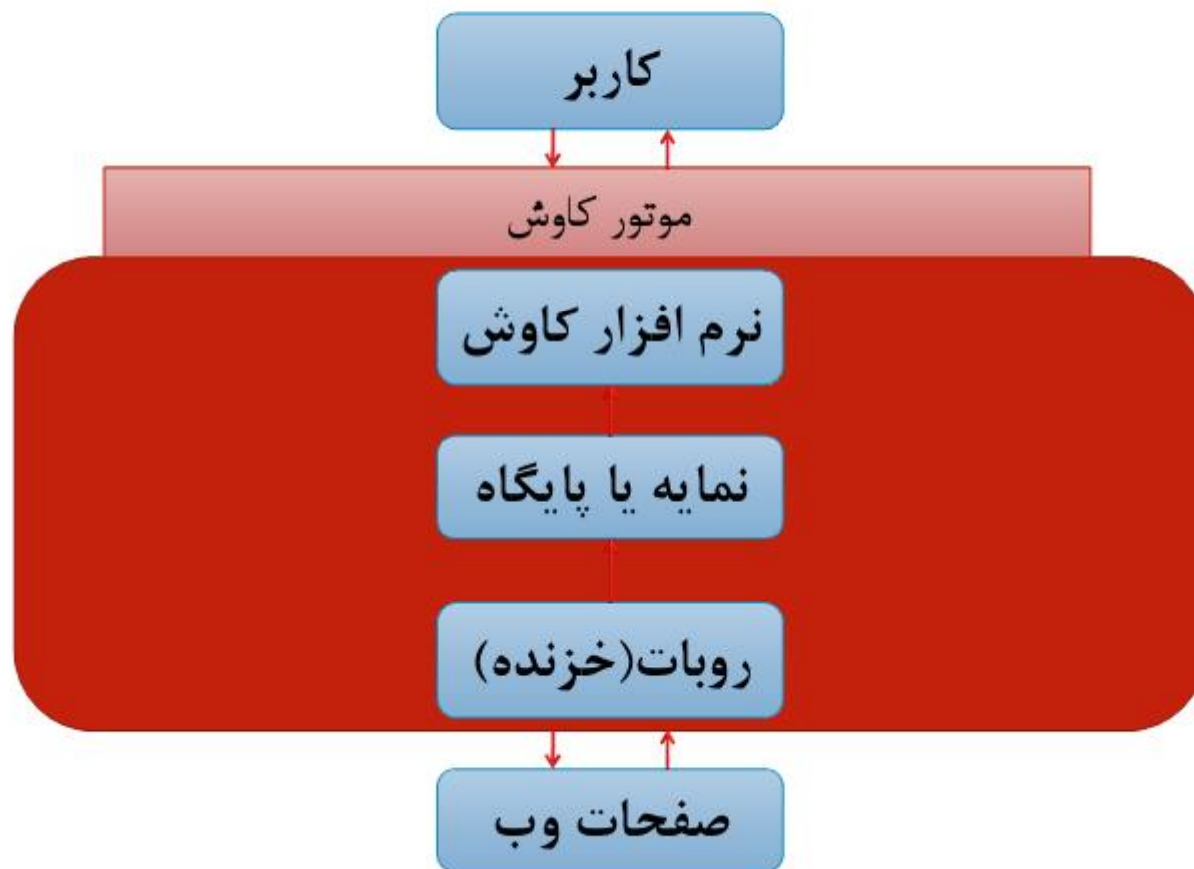 کاربر
موتور کاوش
نرم افزار کاوش
نمایه یا پایگاه
روبات(خزنده)
صفحات وب